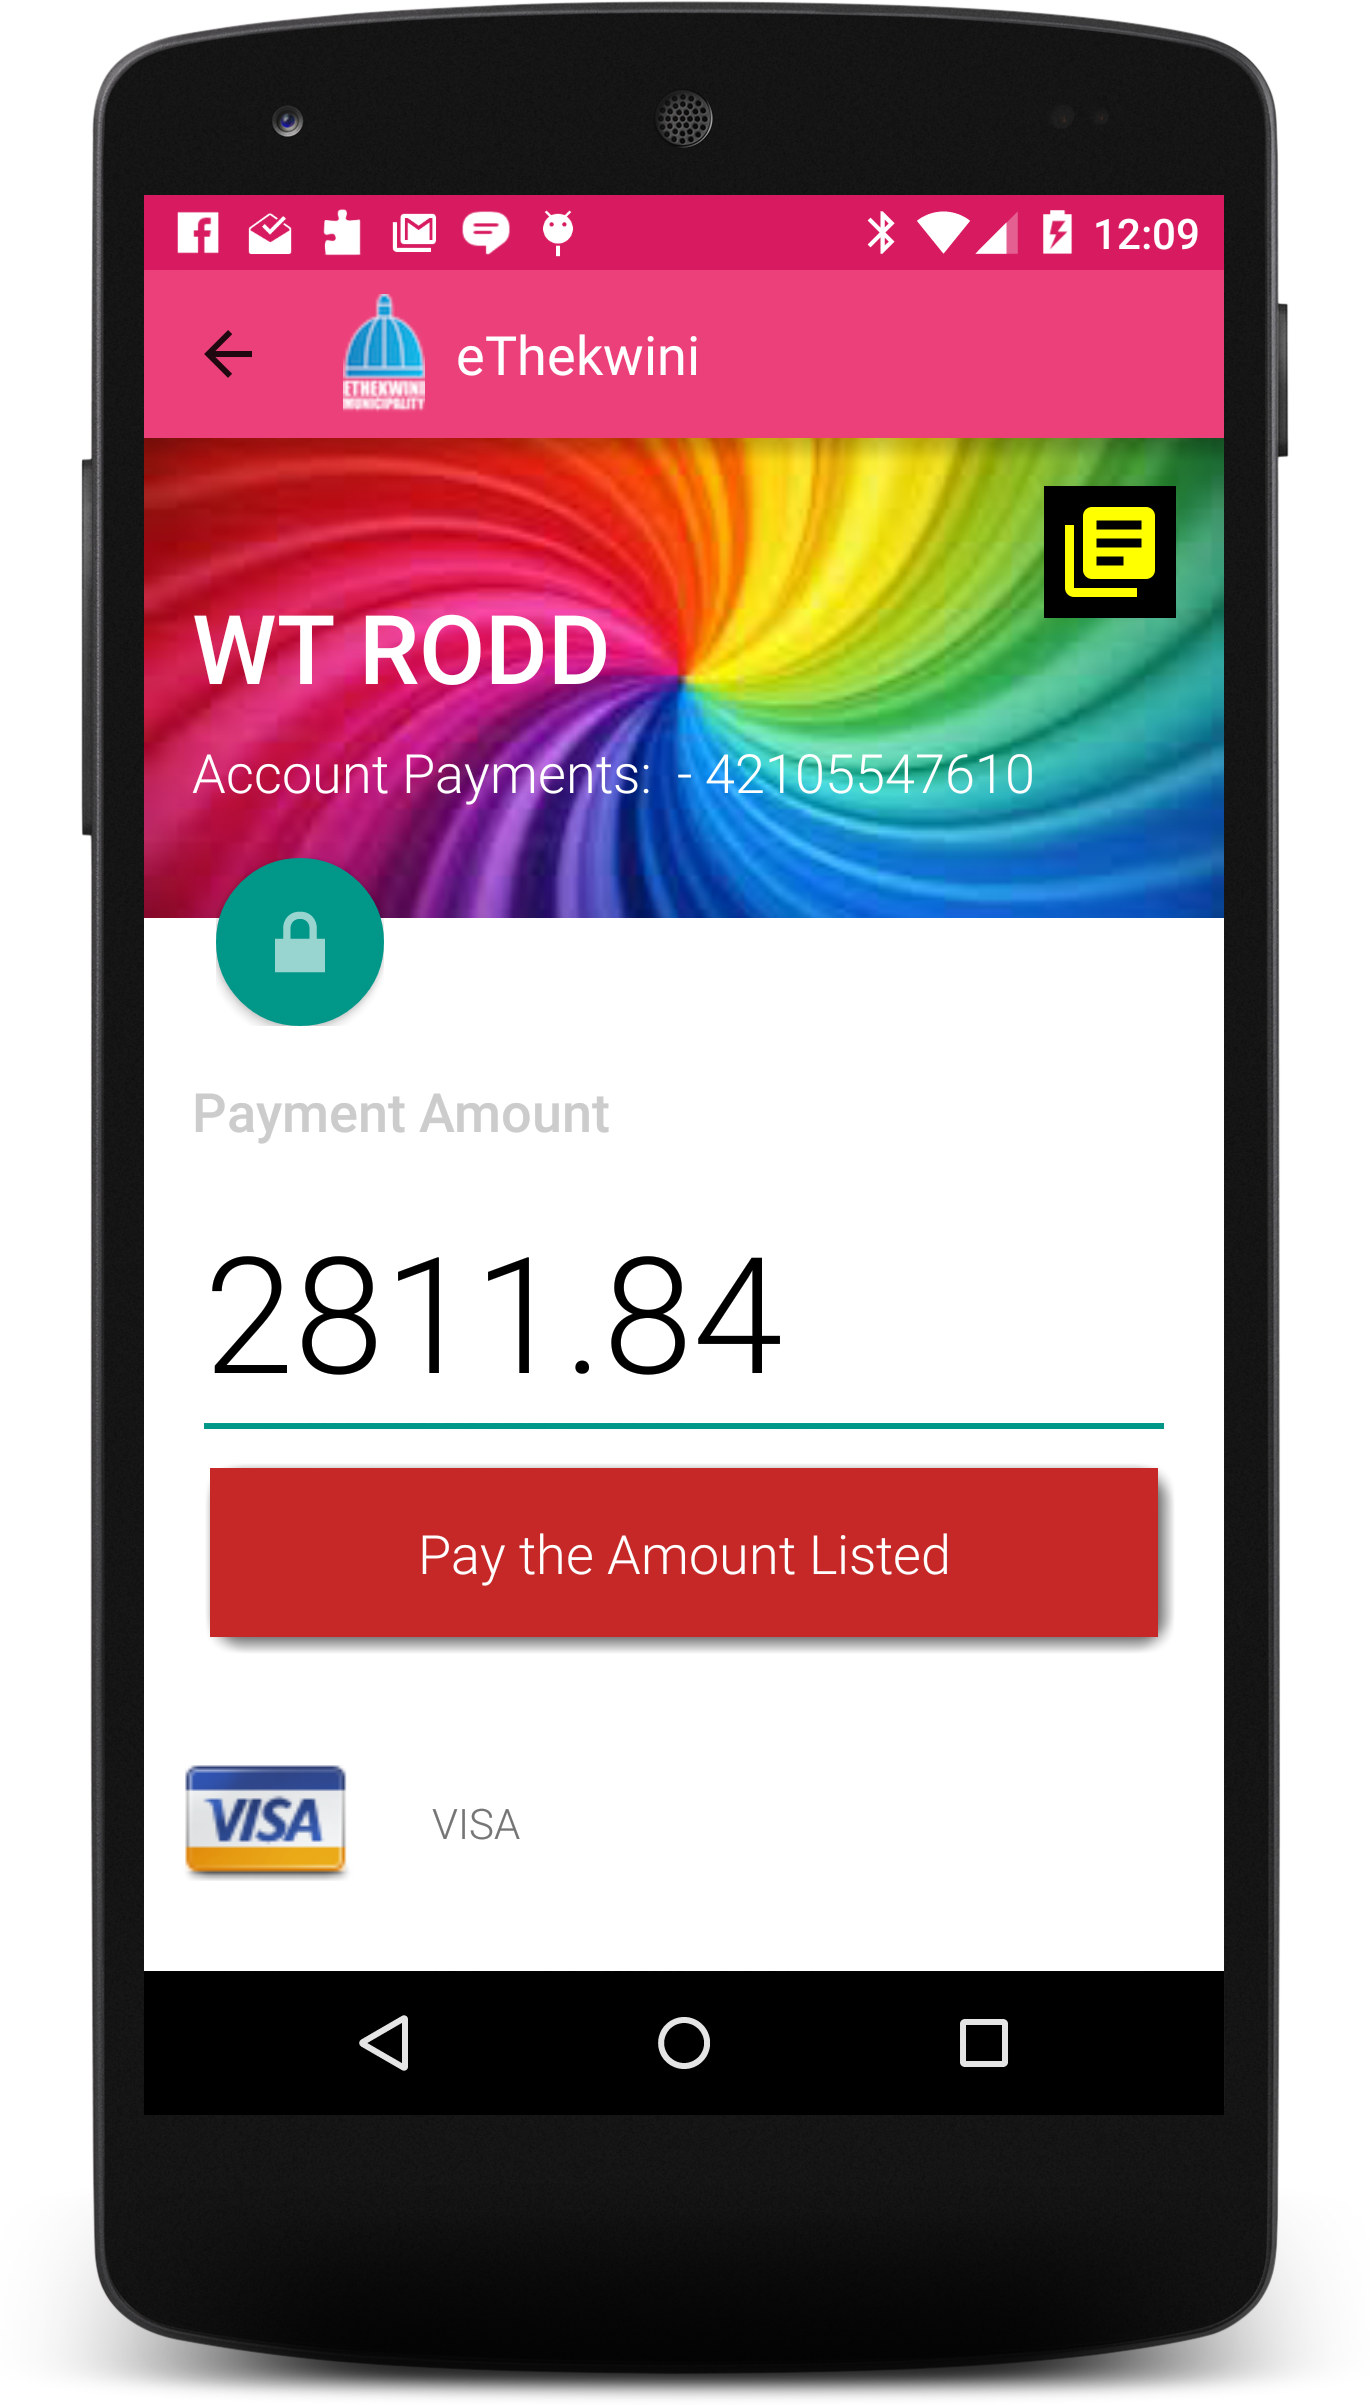 12:09
ETHEKWINI
MUNICIPALITY
eThekwini
WT RODD
Account Payments:  - 42105547610
Payment Amount
2811.84
Pay the Amount Listed
VISA
VISA